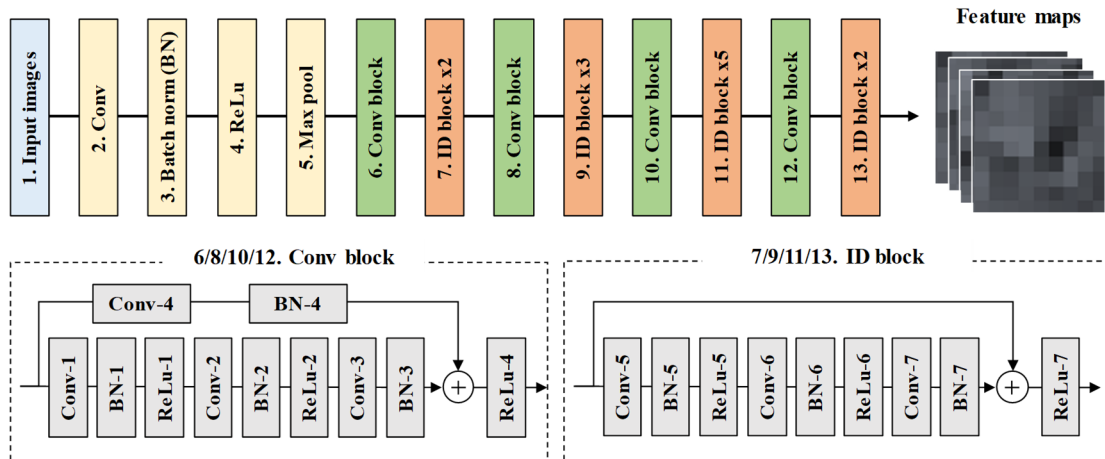 Feature maps
1. Input images
2. Conv
3. Batch norm (BN)
4. ReLu
5. Max pool
6. Conv block
7. ID block x2
8. Conv block
9. ID block x3
10. Conv block
11. ID block x5
12. Conv block
13. ID block x2
6/8/10/12. Conv block
Conv-4
BN-4
Conv-1
BN-1
ReLu-1
Conv-2
BN-2
ReLu-2
Conv-3
BN-3
+
ReLu-4
7/9/11/13. ID block
Conv-5
BN-5
ReLu-5
Conv-6
BN-6
ReLu-6
Conv-7
BN-7
+
ReLu-7